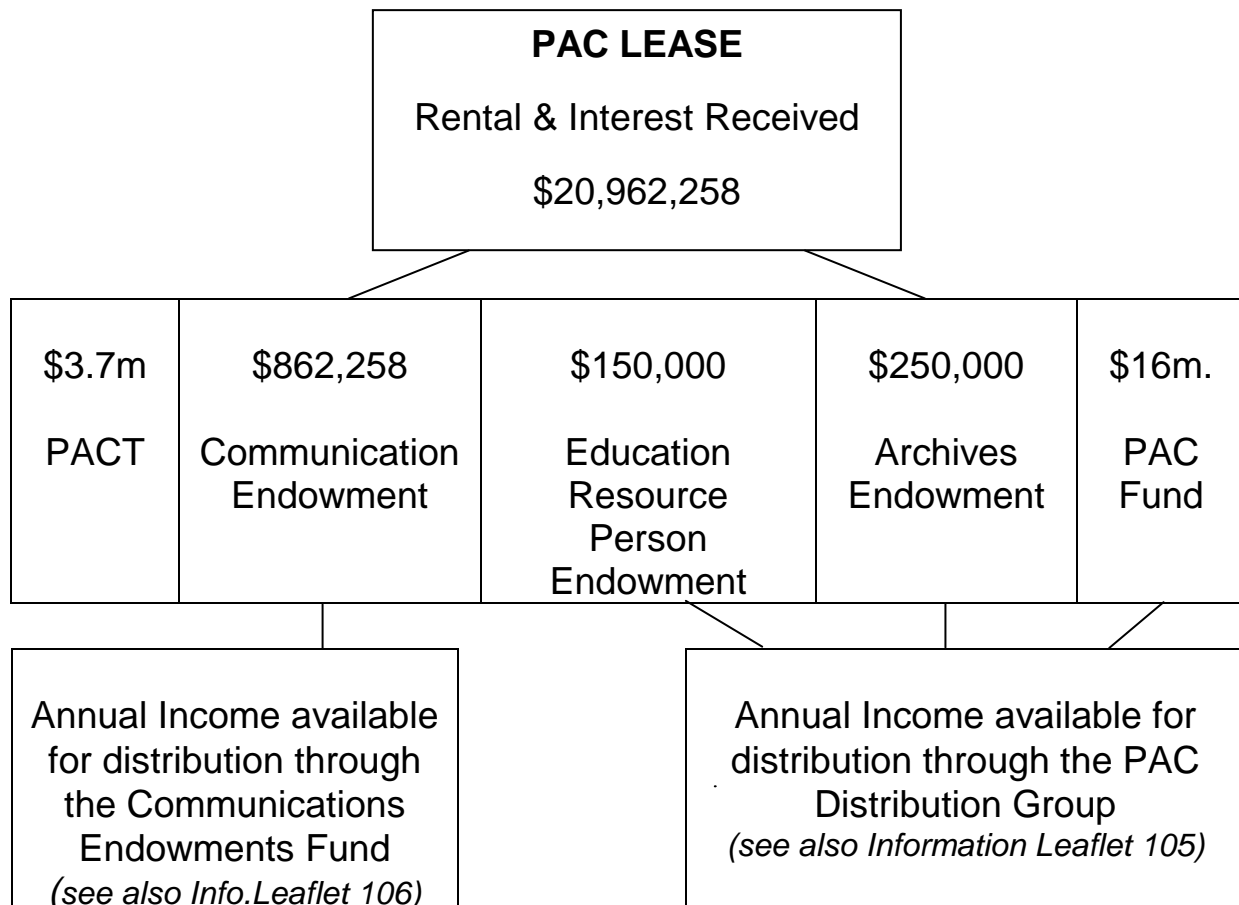 PAC LEASE
Rental & Interest Received
$20,962,258
$3.7m
PACT
$862,258
Communication
Endowment
$150,000
Education
Resource
Person
Endowment
$250,000
Archives
Endowment
$16m.
PAC
Fund
Annual Income available
for distribution through
the Communications
Endowments Fund
(see also Info.Leaflet 106)
Annual Income available for
distribution through the PAC
Distribution Group
(see also Information Leaflet 105)